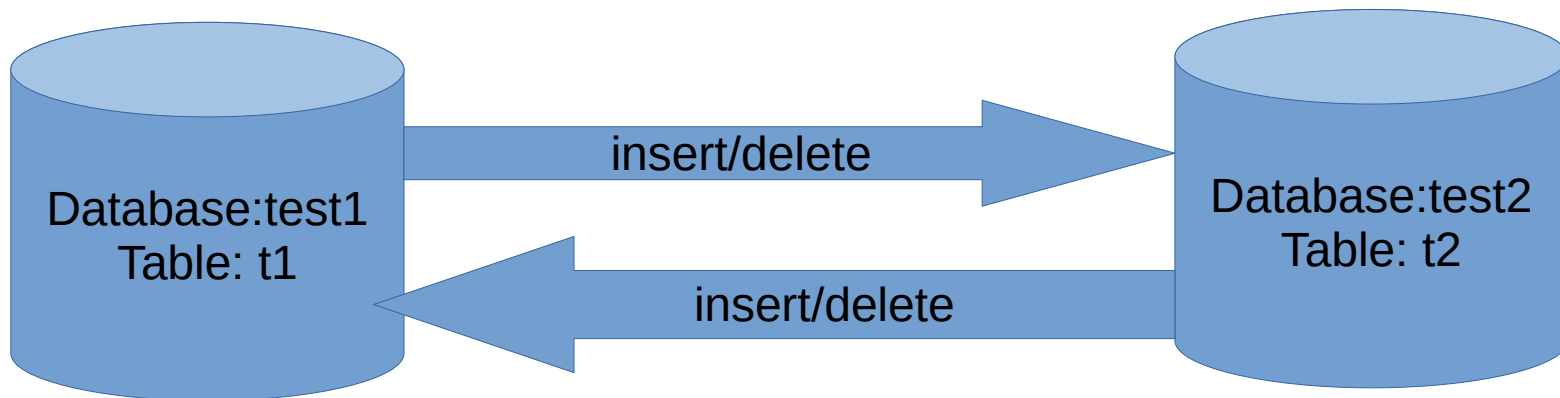 insert/delete
Database:test1
Table: t1
Database:test2
Table: t2
insert/delete